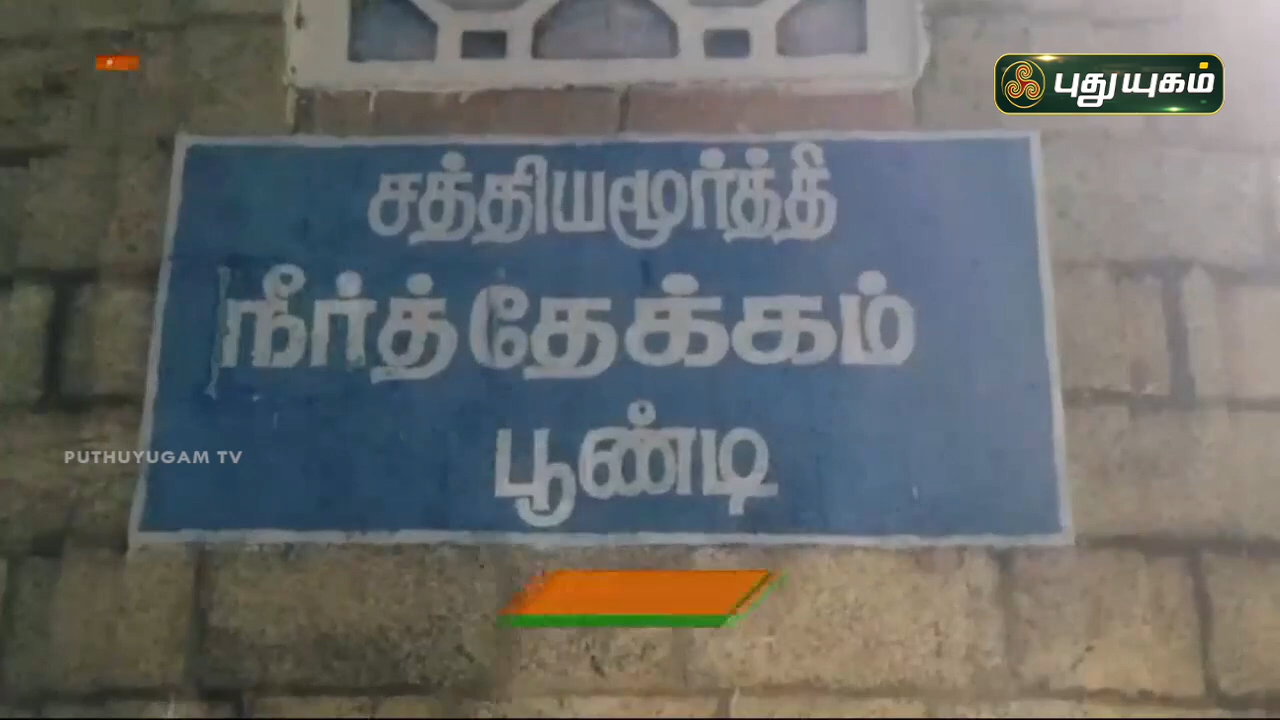 புதுயுகம்
சத்தியமூர்த்தி
நீர்த்தேக்கம்
பூண்டி
PUTHUYUGAM TV